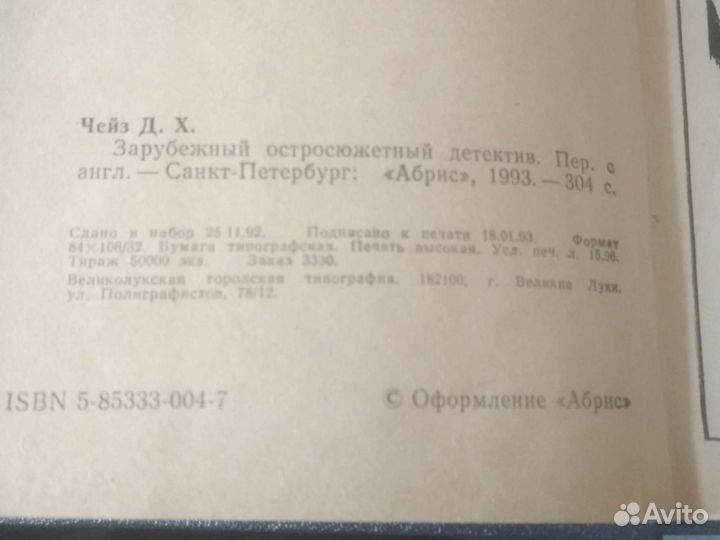 Чейз Д. Х.
Зарубежный остросюжетный детектив. Пер. с
англ. — Санкт-Петербург: «Абрис», 1993. — 304 с.
Сдано в набор 25.11.92. Подписано к печати 18.01.93. Формат
84×108/32. Бумага типографская. Печать высокая. Усл. печ. л. 15,96.
Тираж 50000 экз. Заказ 3330.
Великолукская городская типография. 182100, г. Великие Луки,
ул. Полиграфистов, 78/12.
ISBN 5-85333-004-7 © Оформление «Абрис»
Avito